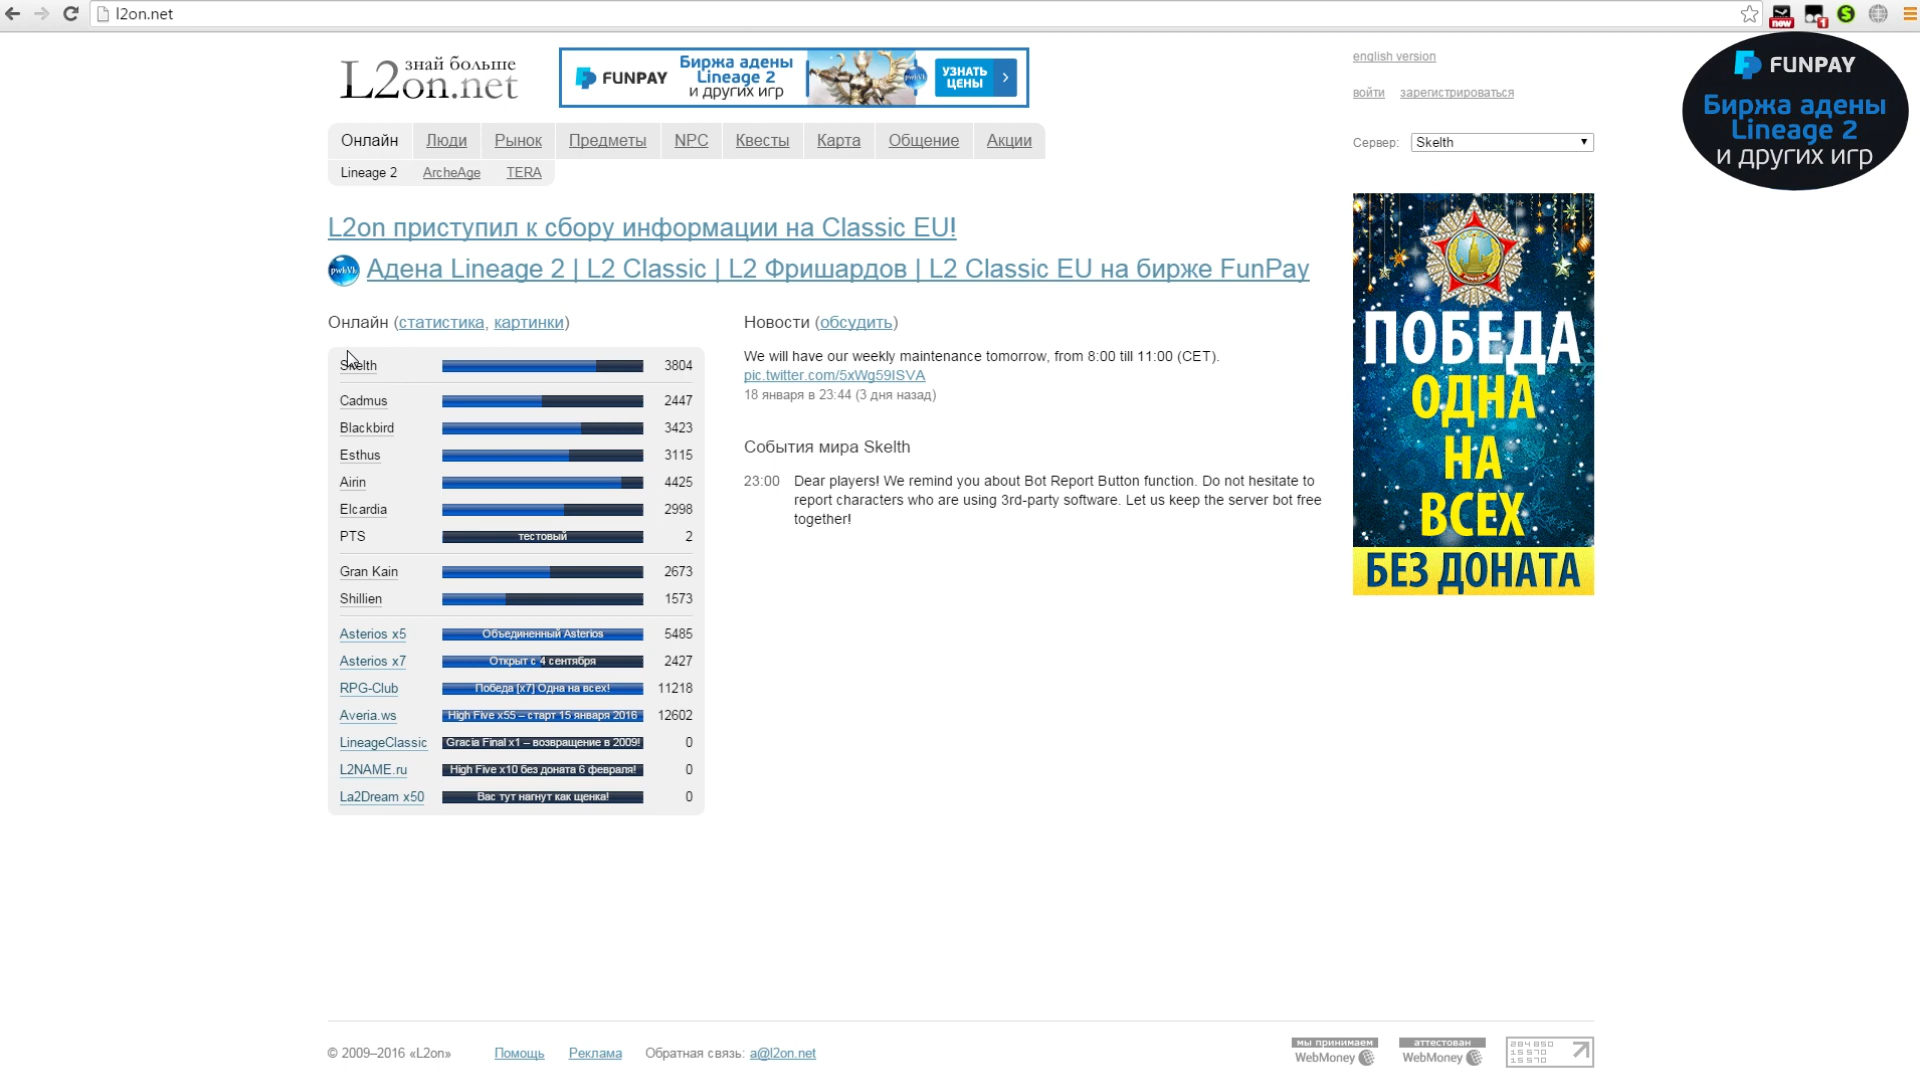 l2on.net
знай больше
L2on.net
FUNPAY
Биржа адены
Lineage 2
и других игр
УЗНАТЬ
ЦЕНЫ
english version
войти зарегистрироваться
FUNPAY
Биржа адены
Lineage 2
и других игр
Онлайн Люди Рынок Предметы NPC Квесты Карта Общение Акции
Сервер: Skelth
Lineage 2 ArcheAge TERA
L2on приступил к сбору информации на Classic EU!
Адена Lineage 2 | L2 Classic | L2 Фришардов | L2 Classic EU на бирже FunPay
Онлайн (статистика, картинки)
Skelth 3804
Cadmus 2447
Blackbird 3423
Esthus 3115
Airin 4425
Elcardia 2998
PTS тестовый 2
Gran Kain 2673
Shillien 1573
Asterios x5 Объединенный Asterios 5485
Asterios x7 Открыт с 4 сентября 2427
RPG-Club Победа [x7] Одна на всех! 11218
Averia.ws High Five x55 – старт 15 января 2016 12602
LineageClassic Gracia Final x1 – возвращение в 2009! 0
L2NAME.ru High Five x10 без доната 6 февраля! 0
La2Dream x50 Вас тут нагнут как щенка! 0
Новости (обсудить)
We will have our weekly maintenance tomorrow, from 8:00 till 11:00 (CET).
pic.twitter.com/5xWg59ISVA
18 января в 23:44 (3 дня назад)
События мира Skelth
23:00 Dear players! We remind you about Bot Report Button function. Do not hesitate to
report characters who are using 3rd-party software. Let us keep the server bot free
together!
ПОБЕДА
ОДНА
НА
ВСЕХ
БЕЗ ДОНАТА
© 2009–2016 «L2on» Помощь Реклама Обратная связь: a@l2on.net
мы принимаем
WebMoney
аттестован
WebMoney